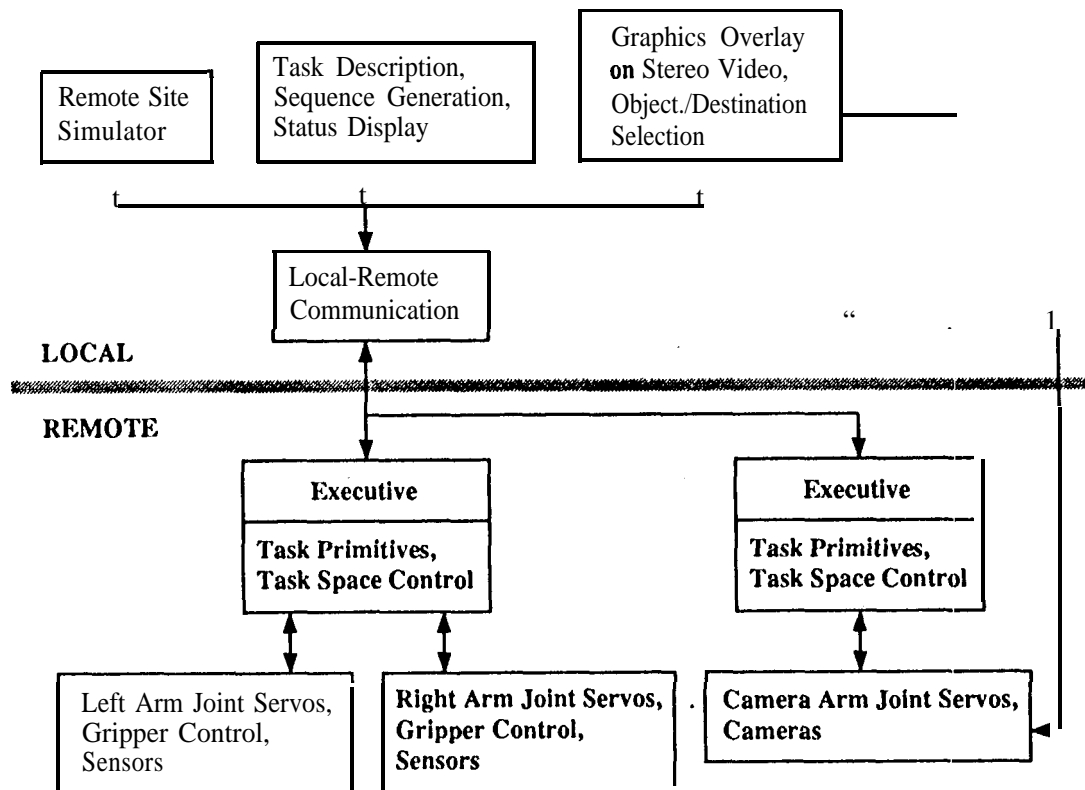 Remote Site
Simulator
Task Description,
Sequence Generation,
Status Display
Graphics Overlay
on Stereo Video,
Object./Destination
Selection
t
t
t
Local-Remote
Communication
“
1
LOCAL
REMOTE
Executive
Task Primitives,
Task Space Control
Executive
Task Primitives,
Task Space Control
Left Arm Joint Servos,
Gripper Control,
Sensors
Right Arm Joint Servos,
Gripper Control,
Sensors
Camera Arm Joint Servos,
Cameras